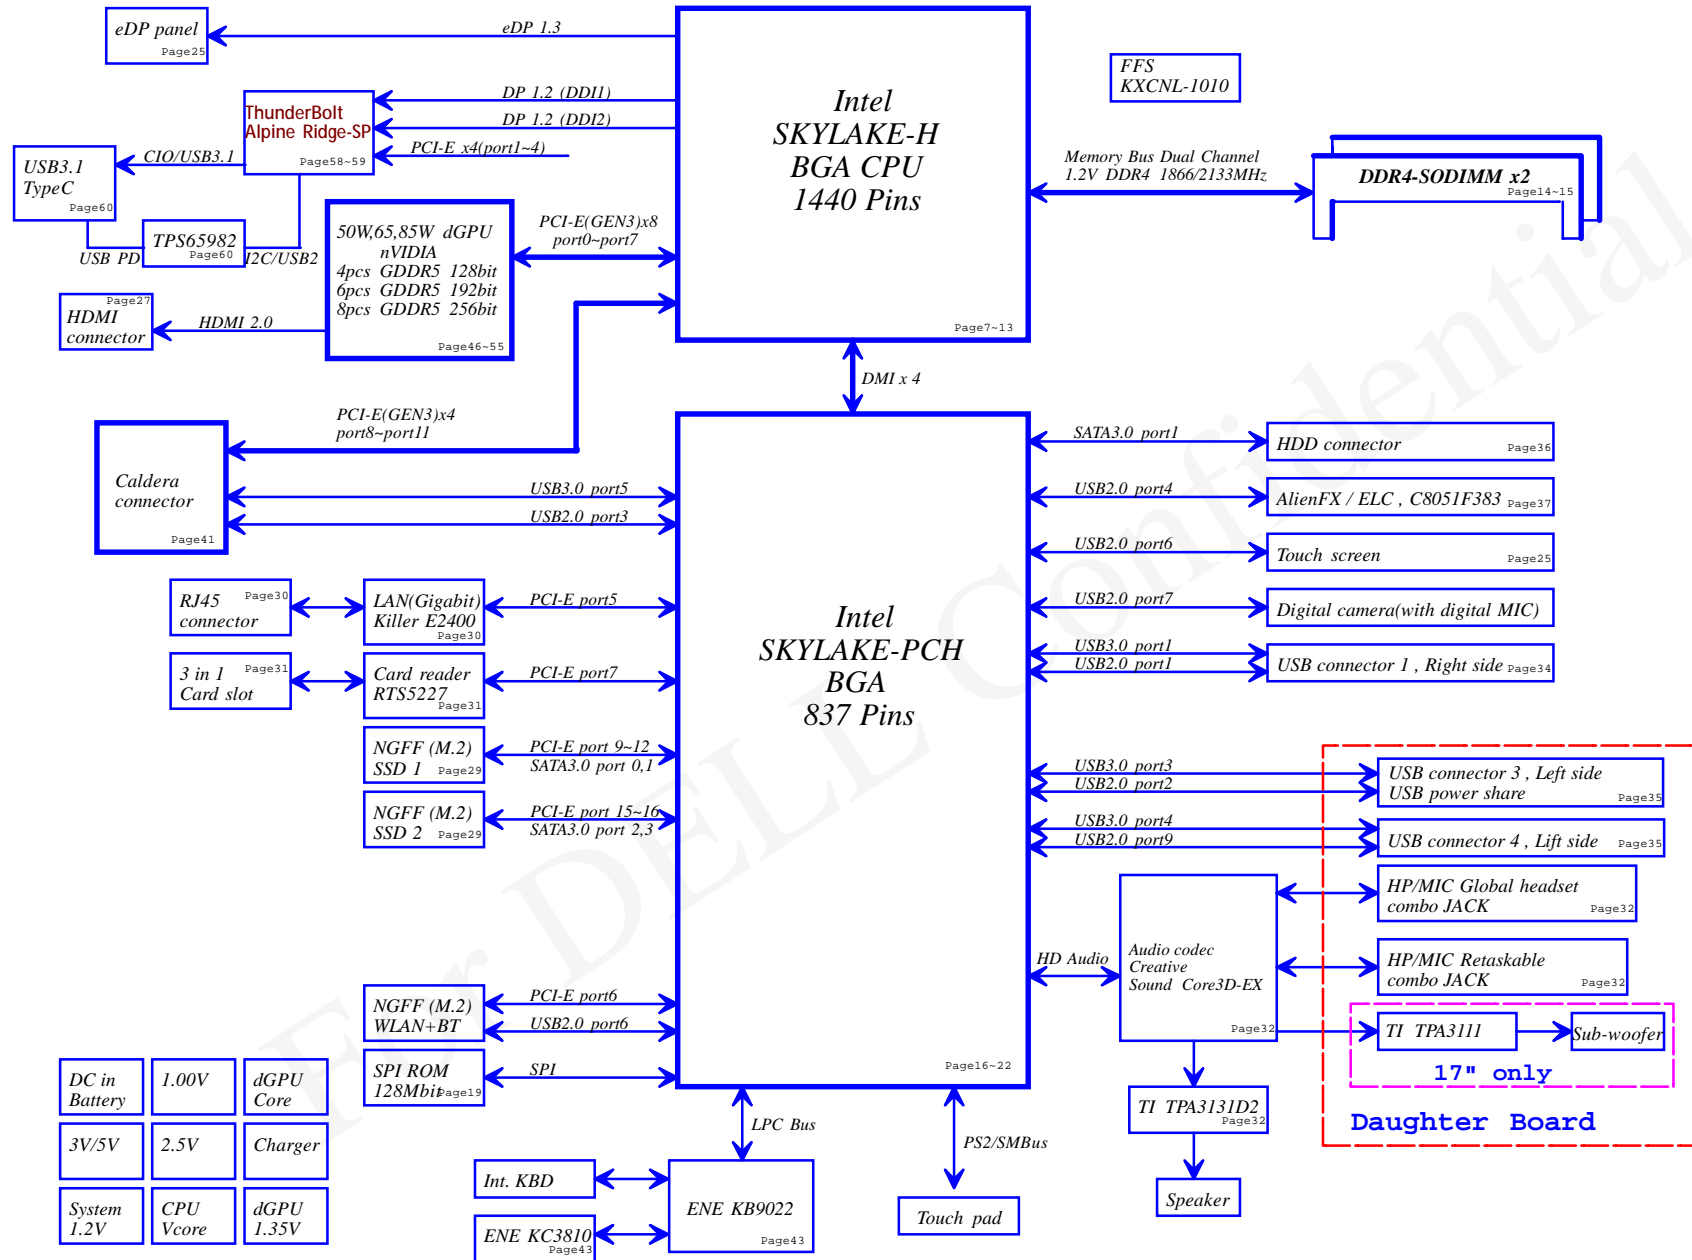 eDP panel
Page25
eDP 1.3
ThunderBolt
Alpine Ridge-SP
Page58~59
DP 1.2 (DDI1)
DP 1.2 (DDI2)
PCI-E x4(port1~4)
CIO/USB3.1
USB3.1
TypeC
Page60
TPS65982
Page60
USB PD
I2C/USB2
50W,65,85W dGPU
nVIDIA
4pcs GDDR5 128bit
6pcs GDDR5 192bit
8pcs GDDR5 256bit
Page46~55
PCI-E(GEN3)x8
port0~port7
Page27
HDMI
connector
HDMI 2.0
Intel
SKYLAKE-H
BGA CPU
1440 Pins
Page7~13
FFS
KXCNL-1010
Memory Bus Dual Channel
1.2V DDR4 1866/2133MHz
DDR4-SODIMM x2
Page14~15
DMI x 4
PCI-E(GEN3)x4
port8~port11
Caldera
connector
Page41
USB3.0 port5
USB2.0 port3
RJ45
connector
Page30
LAN(Gigabit)
Killer E2400
Page30
PCI-E port5
3 in 1
Card slot
Page31
Card reader
RTS5227
Page31
PCI-E port7
NGFF (M.2)
SSD 1
Page29
PCI-E port 9~12
SATA3.0 port 0,1
NGFF (M.2)
SSD 2
Page29
PCI-E port 15~16
SATA3.0 port 2,3
NGFF (M.2)
WLAN+BT
PCI-E port6
USB2.0 port6
SPI ROM
128Mbit
Page19
SPI
Intel
SKYLAKE-PCH
BGA
837 Pins
Page16~22
SATA3.0 port1
HDD connector
Page36
USB2.0 port4
AlienFX / ELC , C8051F383
Page37
USB2.0 port6
Touch screen
Page25
USB2.0 port7
Digital camera(with digital MIC)
USB3.0 port1
USB2.0 port1
USB connector 1 , Right side
Page34
USB3.0 port3
USB2.0 port2
USB connector 3 , Left side
USB power share
Page35
USB3.0 port4
USB2.0 port9
USB connector 4 , Lift side
Page35
HD Audio
Audio codec
Creative
Sound Core3D-EX
Page32
HP/MIC Global headset
combo JACK
Page32
HP/MIC Retaskable
combo JACK
Page32
TI TPA3111
Sub-woofer
17" only
Daughter Board
TI TPA3131D2
Page32
Speaker
LPC Bus
PS2/SMBus
Int. KBD
ENE KC3810
Page43
ENE KB9022
Page43
Touch pad
DC in
Battery
1.00V
dGPU
Core
3V/5V
2.5V
Charger
System
1.2V
CPU
Vcore
dGPU
1.35V
For DELL Confidential